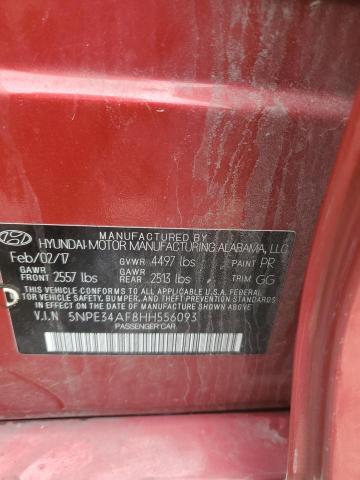 MANUFACTURED BY
HYUNDAI MOTOR MANUFACTURING ALABAMA, LLC
Feb/02/17 GVWR 4497 lbs PAINT PR
GAWR FRONT 2557 lbs GAWR REAR 2513 lbs TRIM GG
THIS VEHICLE CONFORMS TO ALL APPLICABLE U.S. FEDERAL
MOTOR VEHICLE SAFETY, BUMPER, AND THEFT PREVENTION STANDARDS
IN EFFECT ON THE DATE OF MANUFACTURE SHOWN ABOVE.
V.I.N 5NPE34AF8HH556093
PASSENGER CAR